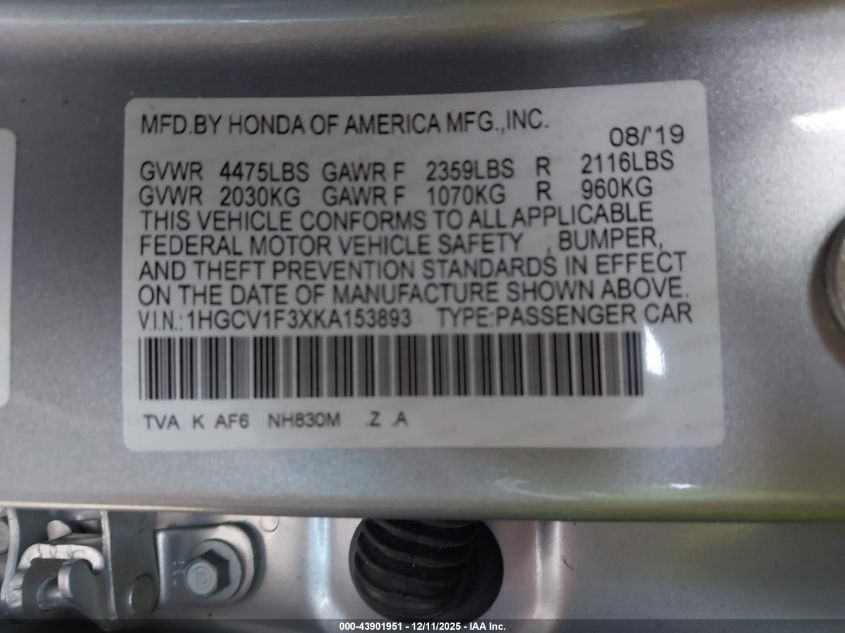 MFD.BY HONDA OF AMERICA MFG.,INC.
08/'19
GVWR 4475LBS GAWR F 2359LBS R 2116LBS
GVWR 2030KG GAWR F 1070KG R 960KG
THIS VEHICLE CONFORMS TO ALL APPLICABLE
FEDERAL MOTOR VEHICLE SAFETY , BUMPER,
AND THEFT PREVENTION STANDARDS IN EFFECT
ON THE DATE OF MANUFACTURE SHOWN ABOVE.
V.I.N.:1HGCV1F3XKA153893 TYPE:PASSENGER CAR
TVA K AF6 NH830M .Z .A
000-43901951 - 12/11/2025 - IAA Inc.